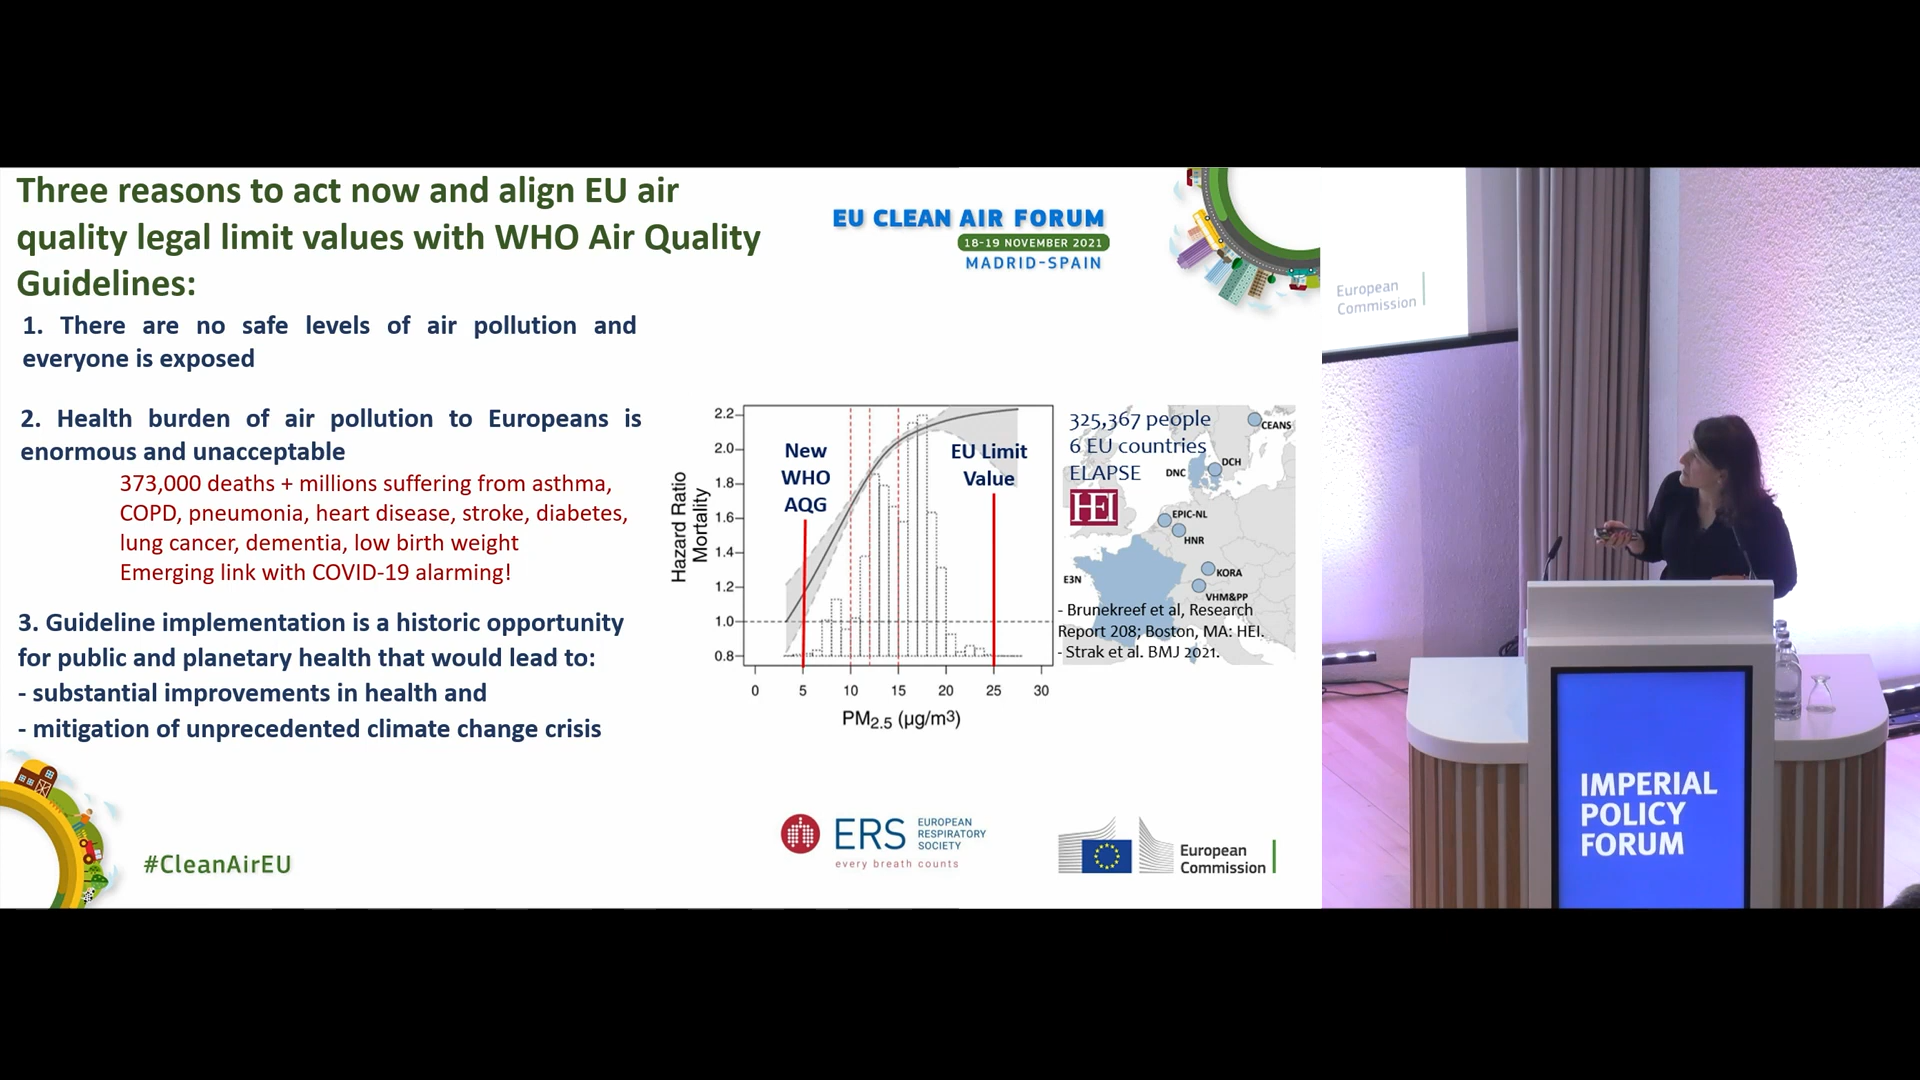 Three reasons to act now and align EU air
quality legal limit values with WHO Air Quality
Guidelines:
1. There are no safe levels of air pollution and
everyone is exposed
2. Health burden of air pollution to Europeans is
enormous and unacceptable
373,000 deaths + millions suffering from asthma,
COPD, pneumonia, heart disease, stroke, diabetes,
lung cancer, dementia, low birth weight
Emerging link with COVID-19 alarming!
3. Guideline implementation is a historic opportunity
for public and planetary health that would lead to:
- substantial improvements in health and
- mitigation of unprecedented climate change crisis
#CleanAirEU
EU CLEAN AIR FORUM
18-19 NOVEMBER 2021
MADRID-SPAIN
Hazard Ratio
Mortality
2.2
2.0
1.8
1.6
1.4
1.2
1.0
0.8
New
WHO
AQG
EU Limit
Value
0 5 10 15 20 25 30
PM2.5 (µg/m3)
325,367 people
6 EU countries
ELAPSE
HEI
CEANS
DCH
DNC
EPIC-NL
HNR
KORA
E3N
VHM&PP
- Brunekreef et al, Research
Report 208; Boston, MA: HEI.
- Strak et al. BMJ 2021.
ERS
EUROPEAN
RESPIRATORY
SOCIETY
every breath counts
European
Commission
European
Commission
IMPERIAL
POLICY
FORUM